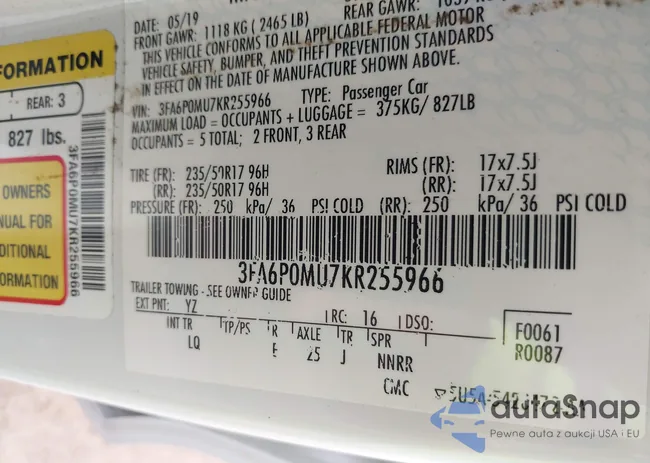 DATE: 05/19
FRONT GAWR: 1118 KG (2465 LB)
REAR GAWR:
THIS VEHICLE CONFORMS TO ALL APPLICABLE FEDERAL MOTOR
VEHICLE SAFETY, BUMPER, AND THEFT PREVENTION STANDARDS
IN EFFECT ON THE DATE OF MANUFACTURE SHOWN ABOVE.
VIN: 3FA6P0MU7KR255966 TYPE: Passenger Car
MAXIMUM LOAD = OCCUPANTS + LUGGAGE = 375KG/ 827LB
OCCUPANTS = 5 TOTAL; 2 FRONT, 3 REAR
TIRE (FR): 235/50R17 96H RIMS (FR): 17x7.5J
(RR): 235/50R17 96H (RR): 17x7.5J
PRESSURE (FR): 250 kPa/ 36 PSI COLD (RR): 250 kPa/ 36 PSI COLD
3FA6P0MU7KR255966
TRAILER TOWING - SEE OWNER GUIDE
EXT PNT: YZ RC: 16 DSO:
INT TR TP/PS R AXLE TR SPR
LQ E 25 J NNRR
CMC
F0061
R0087
ORMATION
REAR: 3
827 lbs.
3FA6P0MU7KR255966
OWNERS
NUAL FOR
DITIONAL
ORMATION
autoSnap
Pewne auta z aukcji USA i EU